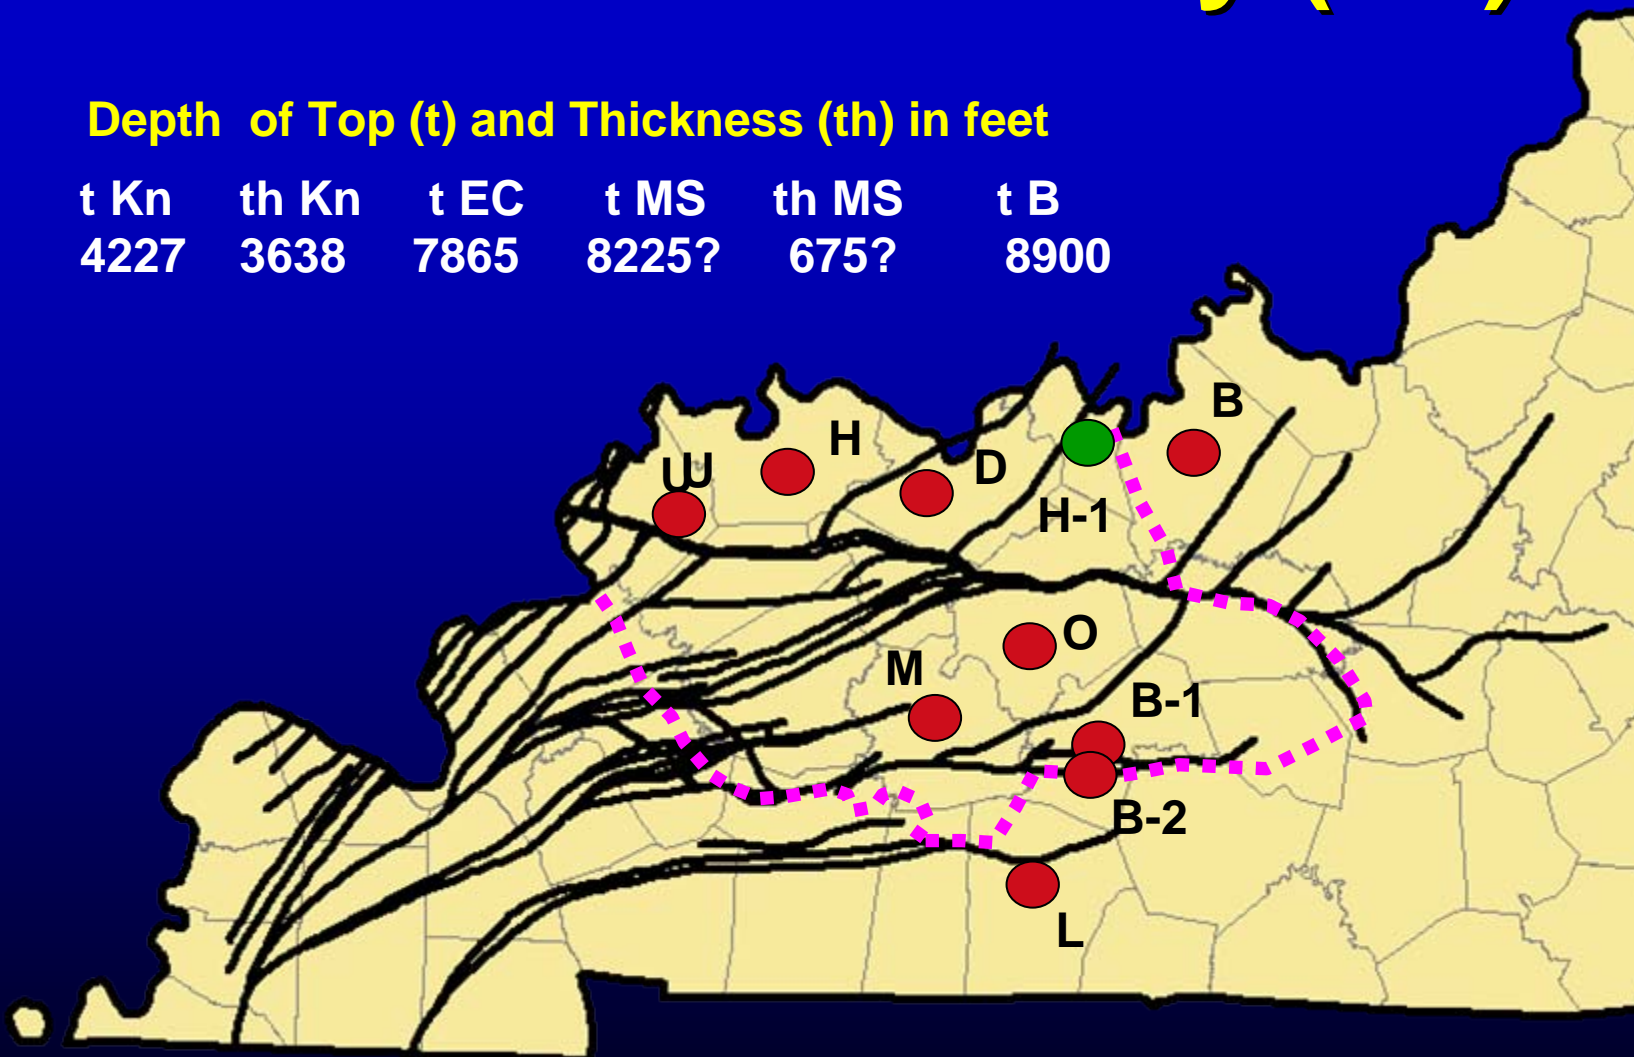 Depth of Top (t) and Thickness (th) in feet
t Kn th Kn t EC t MS th MS t B
4227 3638 7865 8225? 675? 8900
B
H
UU
D
H-1
O
M
B-1
B-2
L